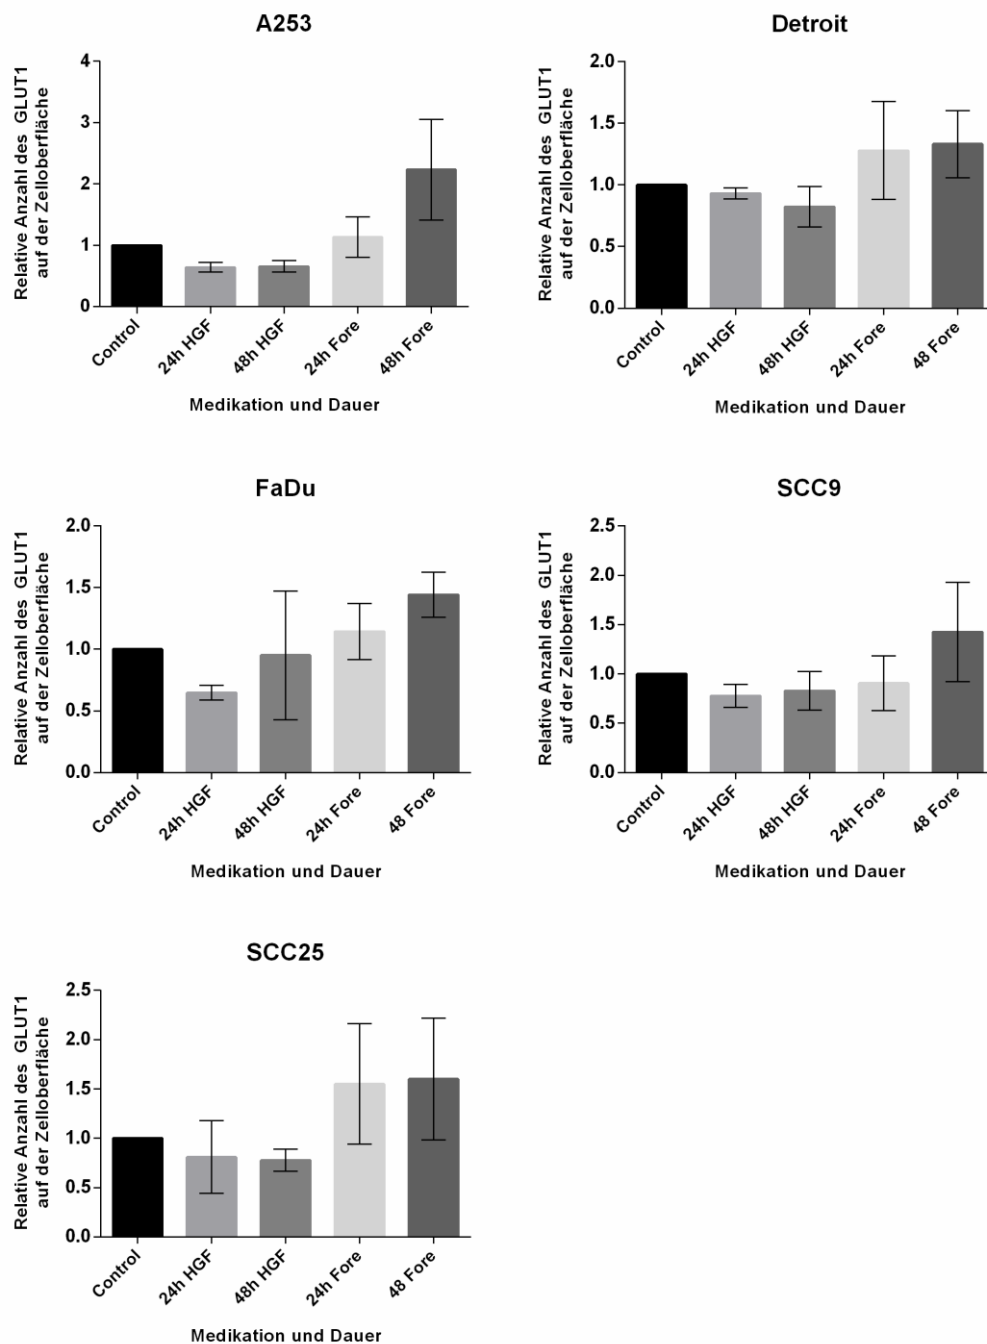 A253
Relative Anzahl des GLUT1
auf der Zelloberfläche
4
3
2
1
0
Control
24h HGF
48h HGF
24h Fore
48h Fore
Medikation und Dauer
Detroit
Relative Anzahl des GLUT1
auf der Zelloberfläche
2.0
1.5
1.0
0.5
0.0
Control
24h HGF
48h HGF
24h Fore
48 Fore
Medikation und Dauer
FaDu
Relative Anzahl des GLUT1
auf der Zelloberfläche
2.0
1.5
1.0
0.5
0.0
Control
24h HGF
48h HGF
24h Fore
48 Fore
Medikation und Dauer
SCC9
Relative Anzahl des GLUT1
auf der Zelloberfläche
2.5
2.0
1.5
1.0
0.5
0.0
Control
24h HGF
48h HGF
24h Fore
48 Fore
Medikation und Dauer
SCC25
Relative Anzahl des GLUT1
auf der Zelloberfläche
2.5
2.0
1.5
1.0
0.5
0.0
Control
24h HGF
48h HGF
24h Fore
48 Fore
Medikation und Dauer